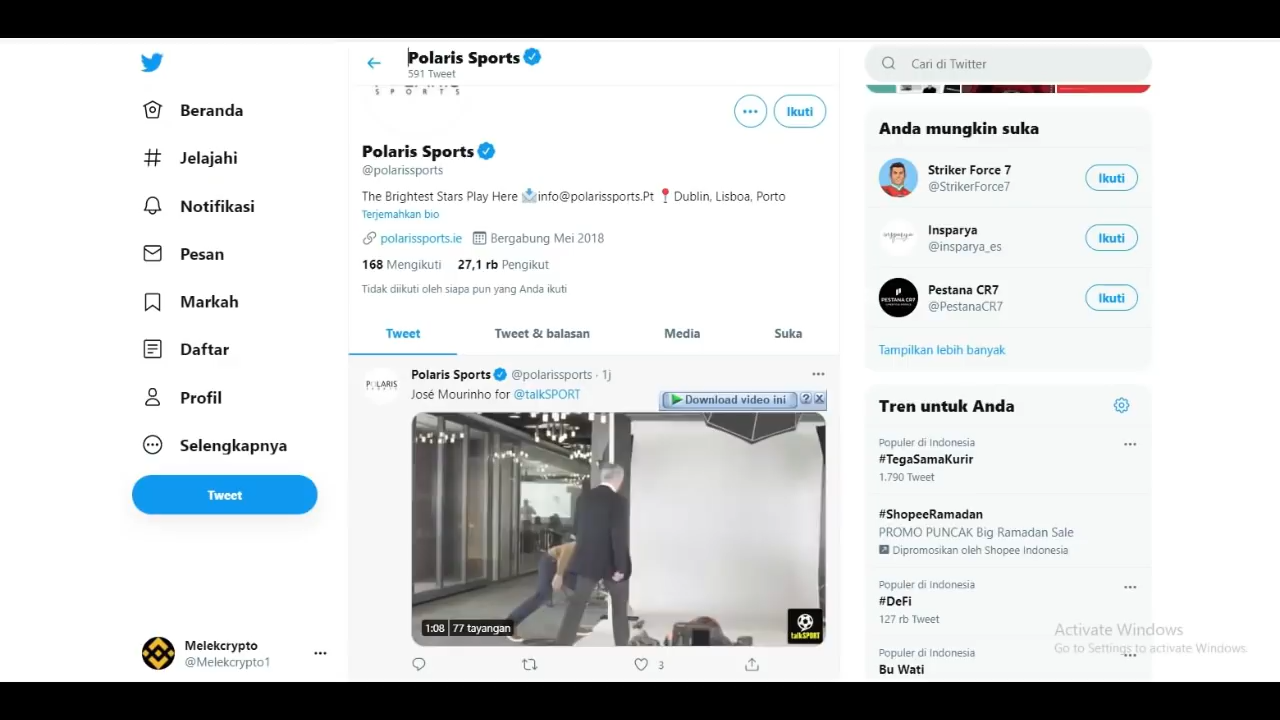 Polaris Sports
591 Tweet
Cari di Twitter
Beranda
Jelajahi
Notifikasi
Pesan
Markah
Daftar
Profil
Selengkapnya
Tweet
Melekcrypto
@Melekcrypto1
SPORTS
Ikuti
Polaris Sports
@polarissports
The Brightest Stars Play Here 📩info@polarissports.Pt 📍Dublin, Lisboa, Porto
Terjemahkan bio
polarissports.ie Bergabung Mei 2018
168 Mengikuti 27,1 rb Pengikut
Tidak diikuti oleh siapa pun yang Anda ikuti
Tweet Tweet & balasan Media Suka
POLARIS
Polaris Sports @polarissports · 1j
José Mourinho for @talkSPORT
Download video ini ? X
1:08 77 tayangan
talkSPORT
3
Anda mungkin suka
Striker Force 7
@StrikerForce7
Ikuti
insparya
Insparya
@insparya_es
Ikuti
PESTANA CR7
Pestana CR7
@PestanaCR7
Ikuti
Tampilkan lebih banyak
Tren untuk Anda
Populer di Indonesia
#TegaSamaKurir
1.790 Tweet
#ShopeeRamadan
PROMO PUNCAK Big Ramadan Sale
Dipromosikan oleh Shopee Indonesia
Populer di Indonesia
#DeFi
127 rb Tweet
Populer di Indonesia
Bu Wati
Activate Windows
Go to Settings to activate Windows.